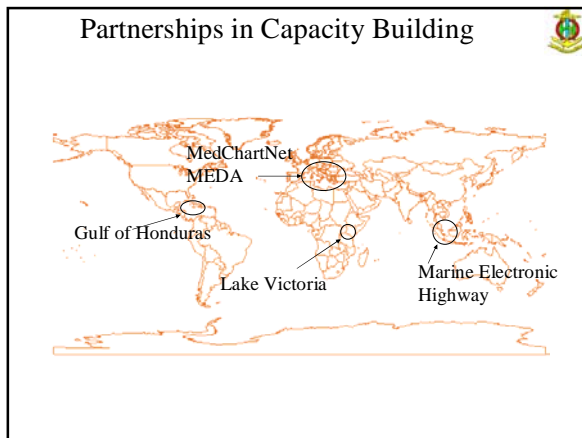 Partnerships in Capacity Building
MedChartNet
MEDA
Gulf of Honduras
Lake Victoria
Marine Electronic
Highway